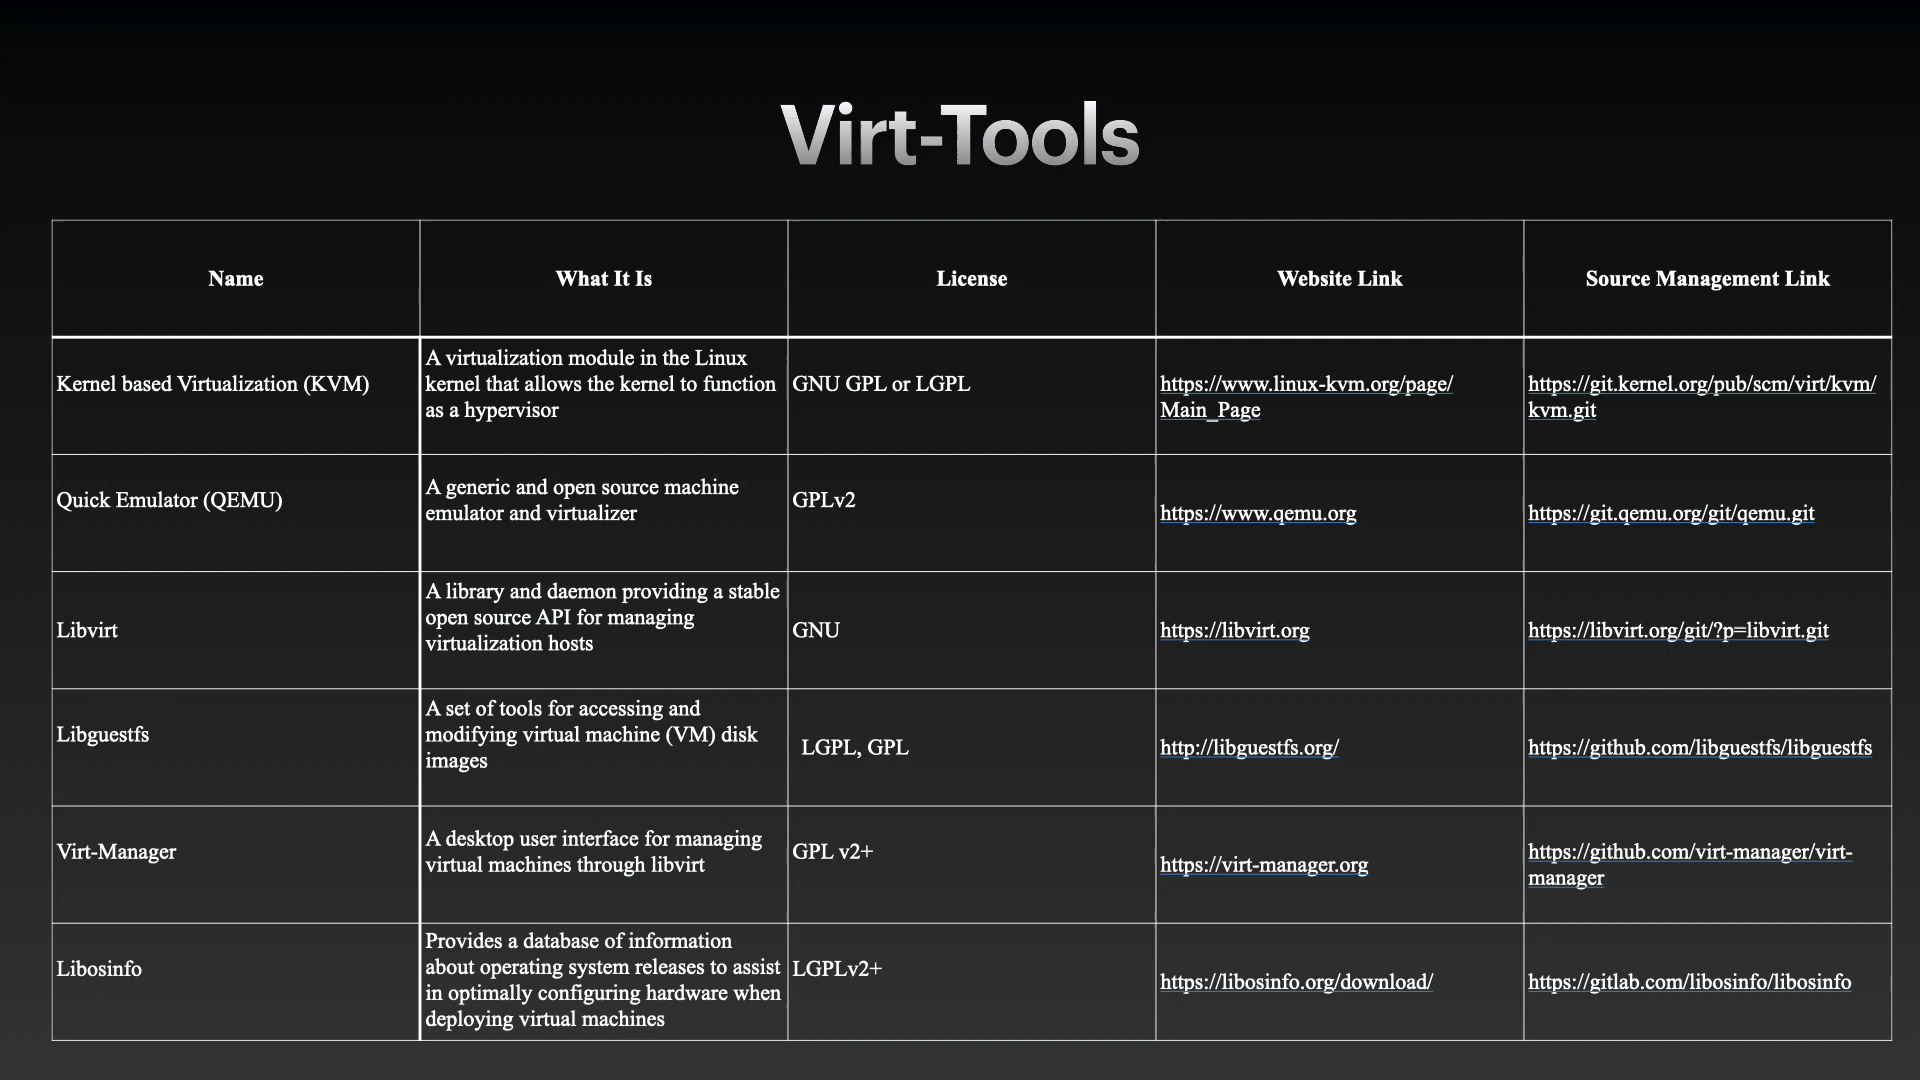 Virt-Tools
Name
What It Is
License
Website Link
Source Management Link
Kernel based Virtualization (KVM)
A virtualization module in the Linux
kernel that allows the kernel to function
as a hypervisor
GNU GPL or LGPL
https://www.linux-kvm.org/page/
Main_Page
https://git.kernel.org/pub/scm/virt/kvm/
kvm.git
Quick Emulator (QEMU)
A generic and open source machine
emulator and virtualizer
GPLv2
https://www.qemu.org
https://git.qemu.org/git/qemu.git
Libvirt
A library and daemon providing a stable
open source API for managing
virtualization hosts
GNU
https://libvirt.org
https://libvirt.org/git/?p=libvirt.git
Libguestfs
A set of tools for accessing and
modifying virtual machine (VM) disk
images
LGPL, GPL
http://libguestfs.org/
https://github.com/libguestfs/libguestfs
Virt-Manager
A desktop user interface for managing
virtual machines through libvirt
GPL v2+
https://virt-manager.org
https://github.com/virt-manager/virt-
manager
Libosinfo
Provides a database of information
about operating system releases to assist
in optimally configuring hardware when
deploying virtual machines
LGPLv2+
https://libosinfo.org/download/
https://gitlab.com/libosinfo/libosinfo